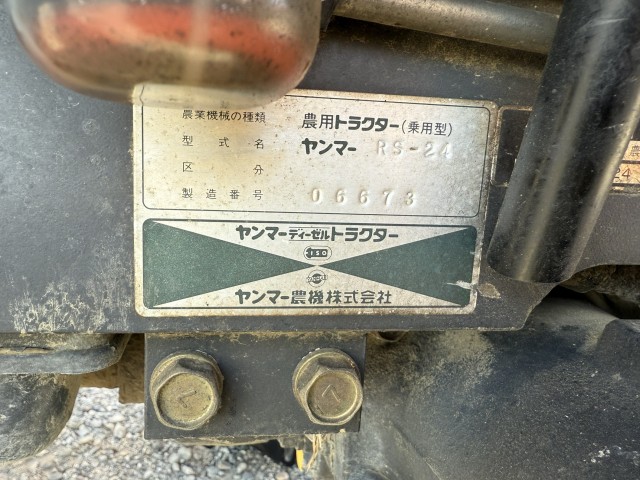 農業機械の種類 農用トラクター(乗用型)
型式名 ヤンマー RS-24
区分
製造番号 06673
ヤンマーディーゼルトラクター
ISO
ヤンマー農機株式会社
農
24